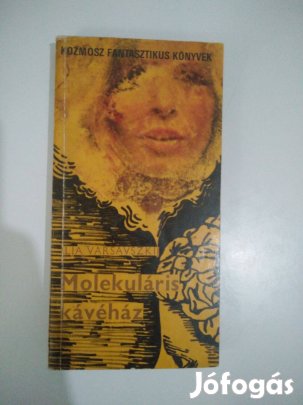 KOZMOSZ FANTASZTIKUS KÖNYVEK
ILJA VARSAVSZKIJ
Molekuláris
kávéház
Jófogás